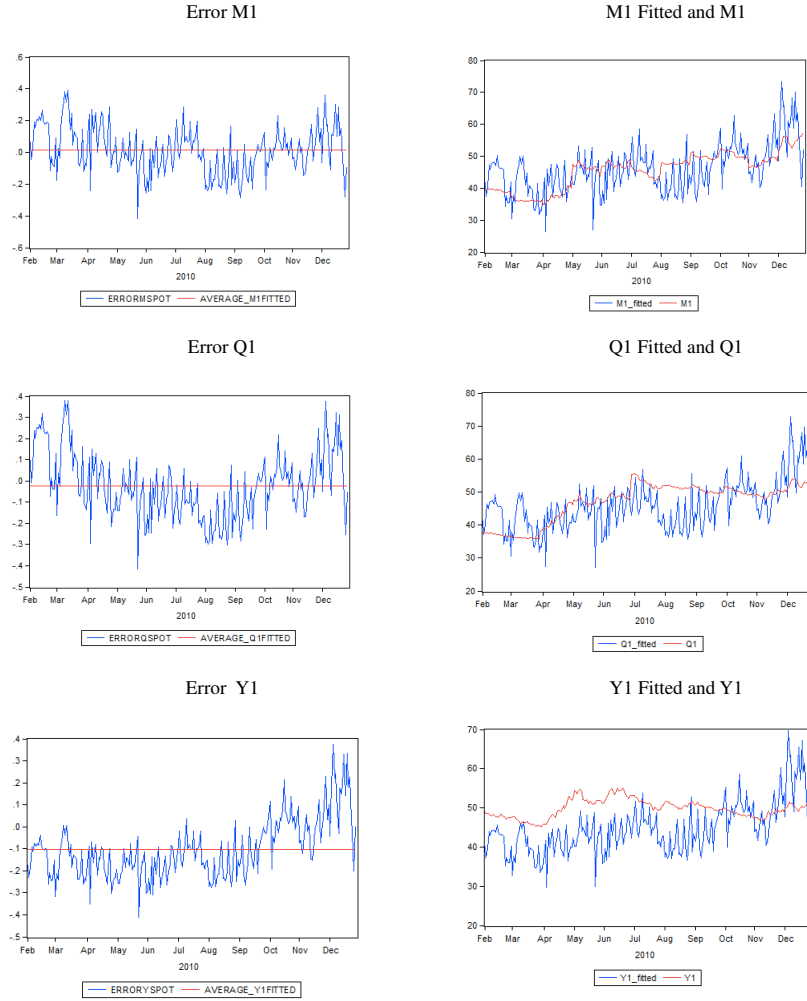 Error M1
M1 Fitted and M1
.6
.4
.2
.0
-.2
-.4
-.6
Feb Mar Apr May Jun Jul Aug Sep Oct Nov Dec
2010
ERRORMSPOT AVERAGE_M1FITTED
80
70
60
50
40
30
20
Feb Mar Apr May Jun Jul Aug Sep Oct Nov Dec
2010
M1_fitted M1
Error Q1
Q1 Fitted and Q1
.4
.3
.2
.1
.0
-.1
-.2
-.3
-.4
-.5
Feb Mar Apr May Jun Jul Aug Sep Oct Nov Dec
2010
ERRORQSPOT AVERAGE_Q1FITTED
80
70
60
50
40
30
20
Feb Mar Apr May Jun Jul Aug Sep Oct Nov Dec
2010
Q1_fitted Q1
Error Y1
Y1 Fitted and Y1
.4
.3
.2
.1
.0
-.1
-.2
-.3
-.4
-.5
Feb Mar Apr May Jun Jul Aug Sep Oct Nov Dec
2010
ERRORYSPOT AVERAGE_Y1FITTED
70
60
50
40
30
20
Feb Mar Apr May Jun Jul Aug Sep Oct Nov Dec
2010
Y1_fitted Y1